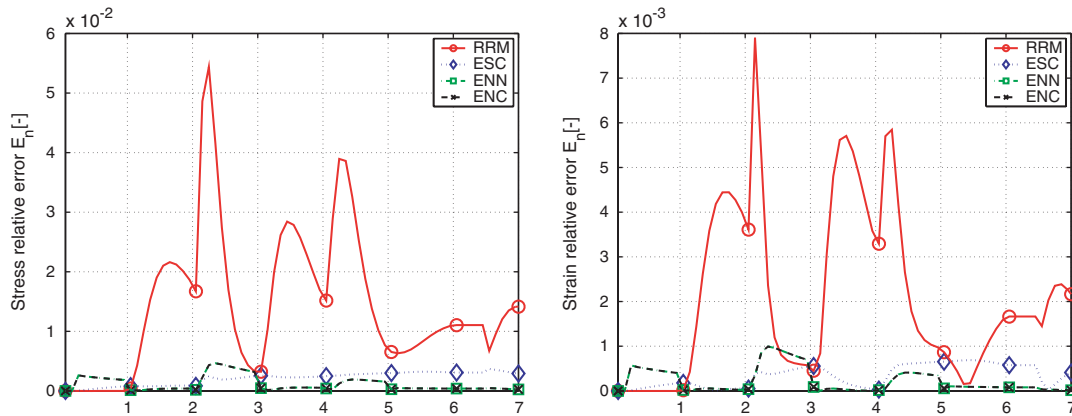 x 10⁻²
6
5
4
3
2
1
0
1 2 3 4 5 6 7
Stress relative error Eₙ[-]
RRM
ESC
ENN
ENC
x 10⁻³
8
7
6
5
4
3
2
1
0
1 2 3 4 5 6 7
Strain relative error Eₙ[-]
RRM
ESC
ENN
ENC